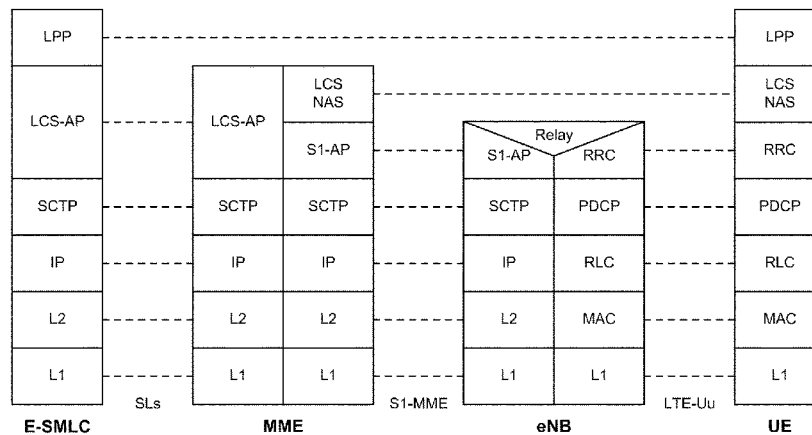 LPP
LPP
LCS-AP
LCS-AP
LCS
NAS
LCS
NAS
Relay
S1-AP
S1-AP
RRC
RRC
SCTP
SCTP
SCTP
SCTP
PDCP
PDCP
IP
IP
IP
IP
RLC
RLC
L2
L2
L2
L2
MAC
MAC
L1
L1
L1
L1
L1
L1
SLs
S1-MME
LTE-Uu
E-SMLC
MME
eNB
UE